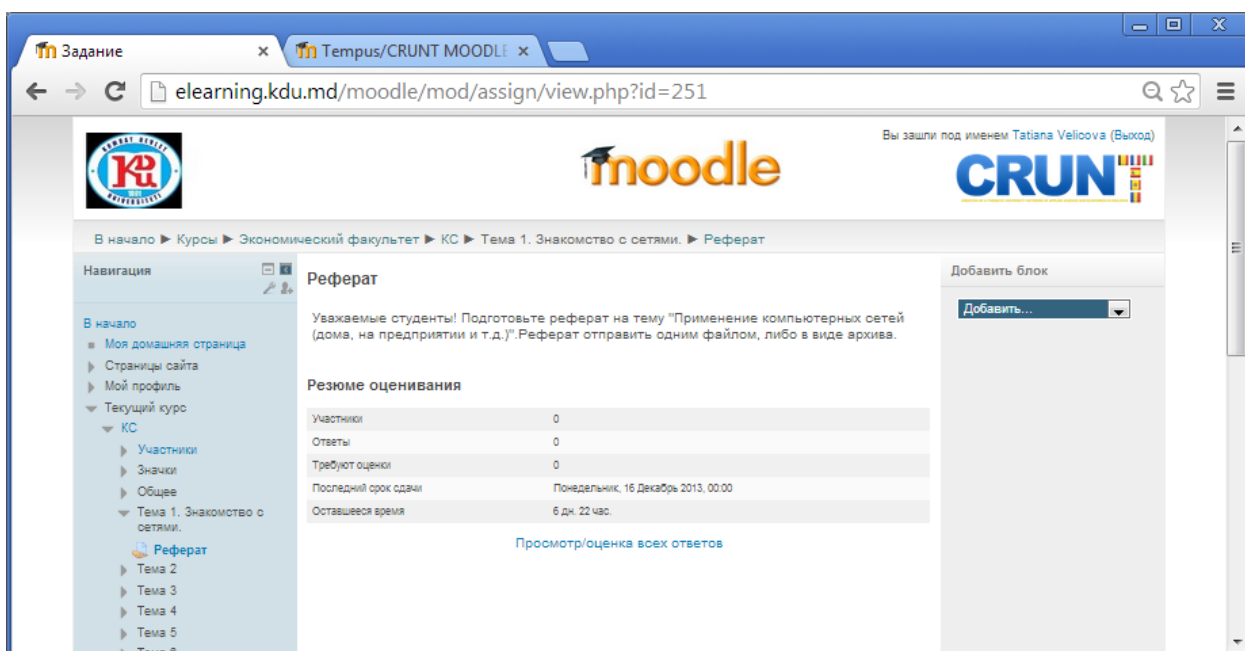 Задание
Tempus/CRUNT MOODLE
elearning.kdu.md/moodle/mod/assign/view.php?id=251
Вы зашли под именем Tatiana Velicova (Выход)
KOMRAT DEVLET
KDU
1991
UNIVERSITETI
moodle
CRUNT
В начало ► Курсы ► Экономический факультет ► КС ► Тема 1. Знакомство с сетями. ► Реферат
Навигация
В начало
Моя домашняя страница
Страницы сайта
Мой профиль
Текущий курс
КС
Участники
Значки
Общее
Тема 1. Знакомство с
сетями.
Реферат
Тема 2
Тема 3
Тема 4
Тема 5
Реферат
Уважаемые студенты! Подготовьте реферат на тему "Применение компьютерных сетей
(дома, на предприятии и т.д.)".Реферат отправить одним файлом, либо в виде архива.
Резюме оценивания
Участники 0
Ответы 0
Требуют оценки 0
Последний срок сдачи Понедельник, 16 Декабрь 2013, 00:00
Оставшееся время 6 дн. 22 час.
Просмотр/оценка всех ответов
Добавить блок
Добавить...